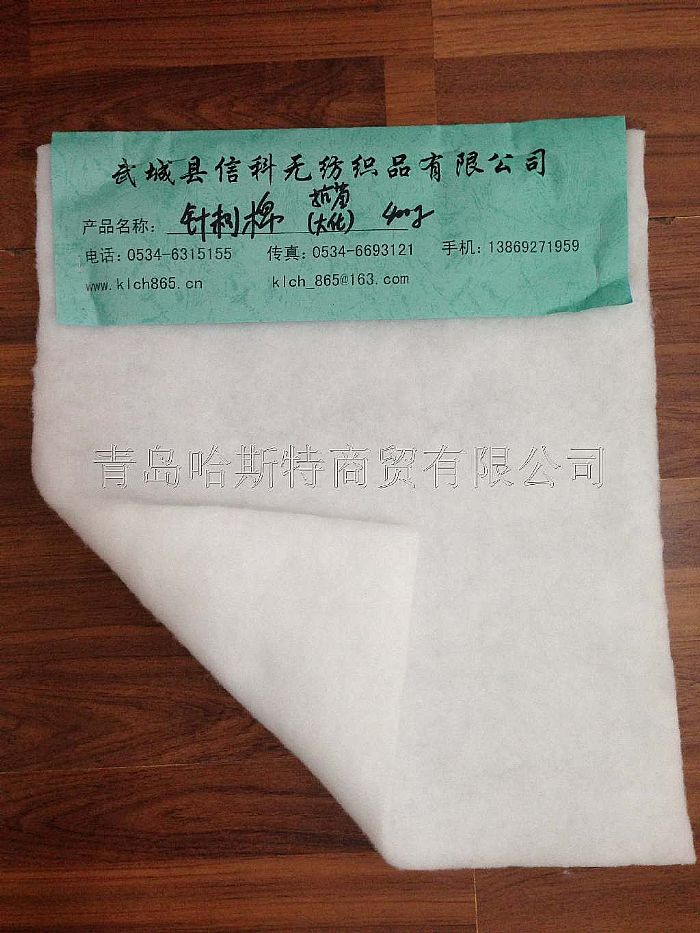 武城县信科无纺织品有限公司
抗菌
产品名称: 针刺棉 (大化) 400g
电话: 0534-6315155 传真: 0534-6693121 手机: 13869271959
www.klch865.cn klch_865@163.com
青岛哈斯特商贸有限公司